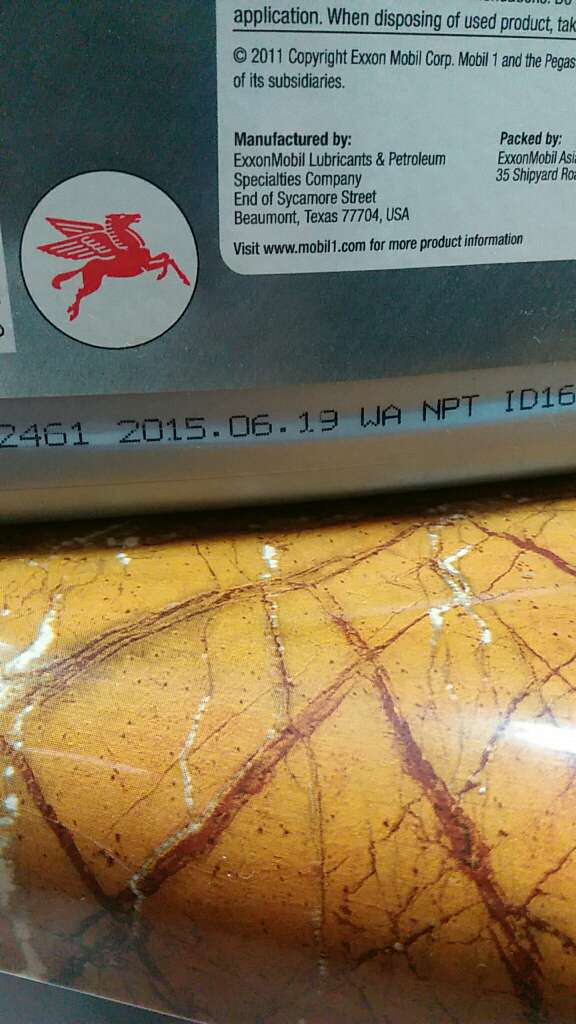 application. When disposing of used product, tak
© 2011 Copyright Exxon Mobil Corp. Mobil 1 and the Pegas
of its subsidiaries.
Manufactured by:
ExxonMobil Lubricants & Petroleum
Specialties Company
End of Sycamore Street
Beaumont, Texas 77704, USA
Packed by:
ExxonMobil Asi
35 Shipyard Roa
Visit www.mobil1.com for more product information
2461 2015.06.19 WA NPT ID16